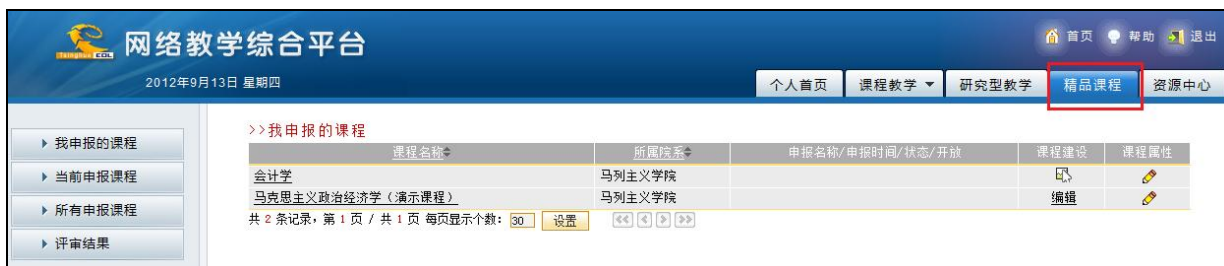 网络教学综合平台
首页 帮助 退出
2012年9月13日 星期四
个人首页 课程教学 研究型教学 精品课程 资源中心
我申报的课程
当前申报课程
所有申报课程
评审结果
>>我申报的课程
课程名称 所属院系 申报名称/申报时间/状态/开放 课程建设 课程属性
会计学 马列主义学院
马克思主义政治经济学（演示课程） 马列主义学院 编辑
共 2 条记录，第 1 页 / 共 1 页 每页显示个数： 30 设置